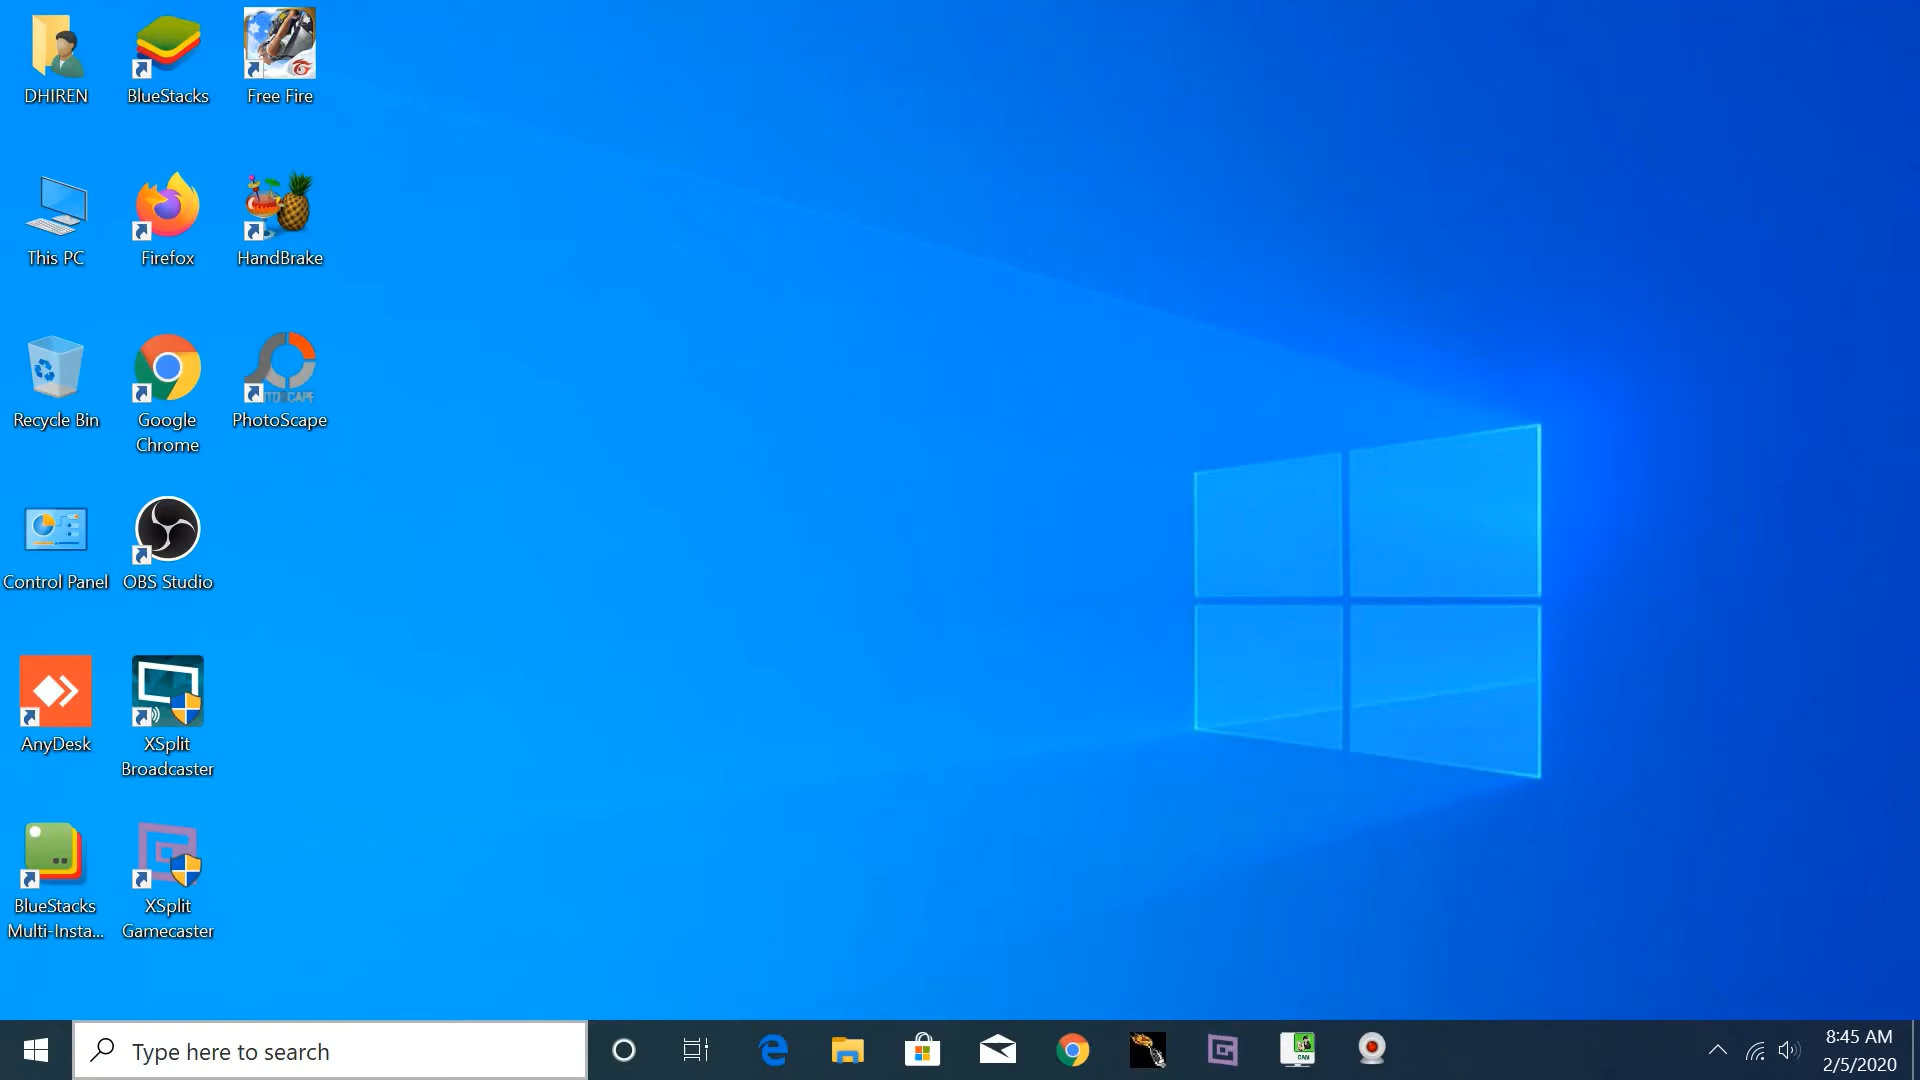 DHIREN
BlueStacks
Free Fire
This PC
Firefox
HandBrake
Recycle Bin
Google
Chrome
PhotoScape
Control Panel
OBS Studio
AnyDesk
XSplit
Broadcaster
BlueStacks
Multi-Insta...
XSplit
Gamecaster
Type here to search
8:45 AM
2/5/2020